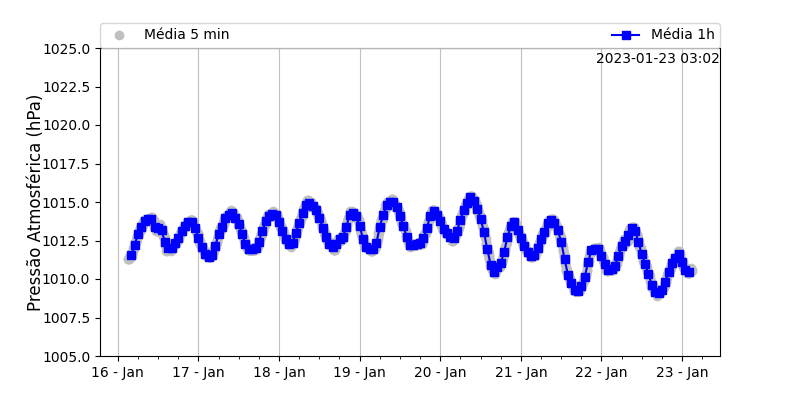 Média 5 min
Média 1h
2023-01-23 03:02
Pressão Atmosférica (hPa)
1025.0
1022.5
1020.0
1017.5
1015.0
1012.5
1010.0
1007.5
1005.0
16 - Jan
17 - Jan
18 - Jan
19 - Jan
20 - Jan
21 - Jan
22 - Jan
23 - Jan